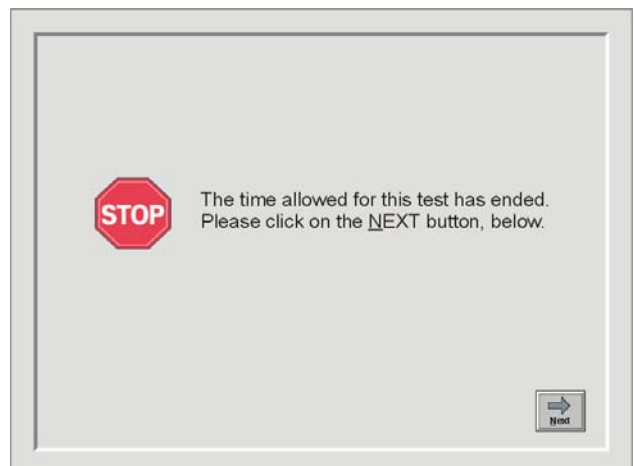 STOP
The time allowed for this test has ended.
Please click on the NEXT button, below.
Next